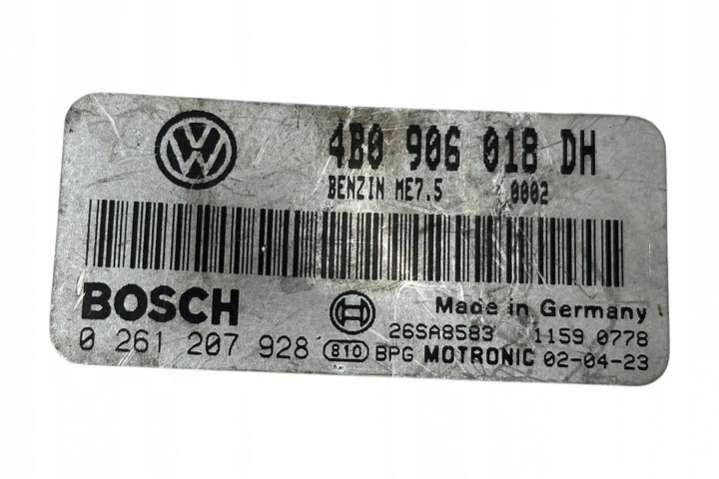 VW
4B0 906 018 DH
BENZIN ME7.5 0002
BOSCH Made in Germany
26SA8583 1159 0778
0 261 207 928 810 BPG MOTRONIC 02-04-23